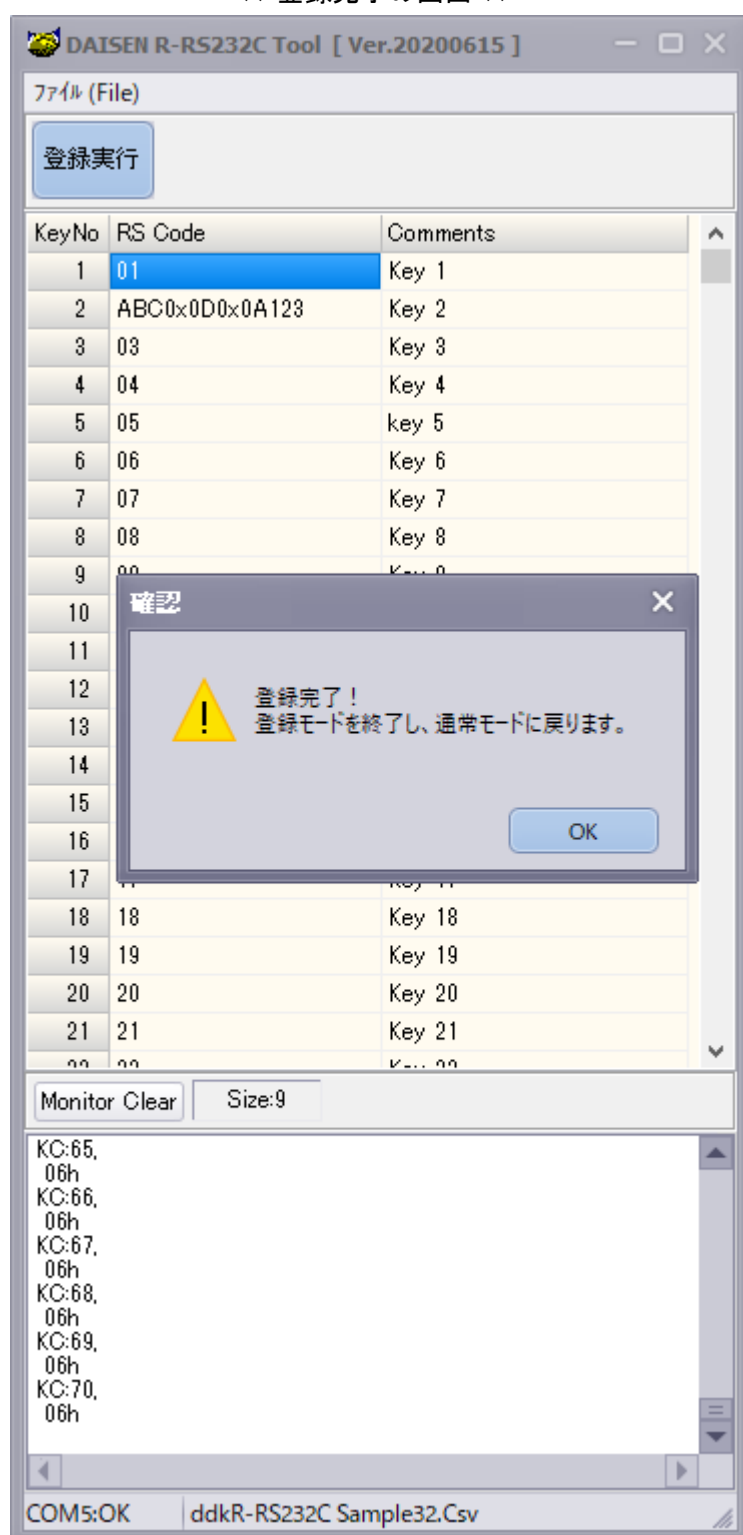 DAISEN R-RS232C Tool [ Ver.20200615 ]
ファイル (File)
登録実行
KeyNo RS Code Comments
1 01 Key 1
2 ABC0x0D0x0A123 Key 2
3 03 Key 3
4 04 Key 4
5 05 key 5
6 06 Key 6
7 07 Key 7
8 08 Key 8
9
10
11
12
13
14
15
16
17
確認
登録完了！
登録モードを終了し、通常モードに戻ります。
OK
18 18 Key 18
19 19 Key 19
20 20 Key 20
21 21 Key 21
Monitor Clear Size:9
KC:65,
06h
KC:66,
06h
KC:67,
06h
KC:68,
06h
KC:69,
06h
KC:70,
06h
COM5:OK ddkR-RS232C Sample32.Csv